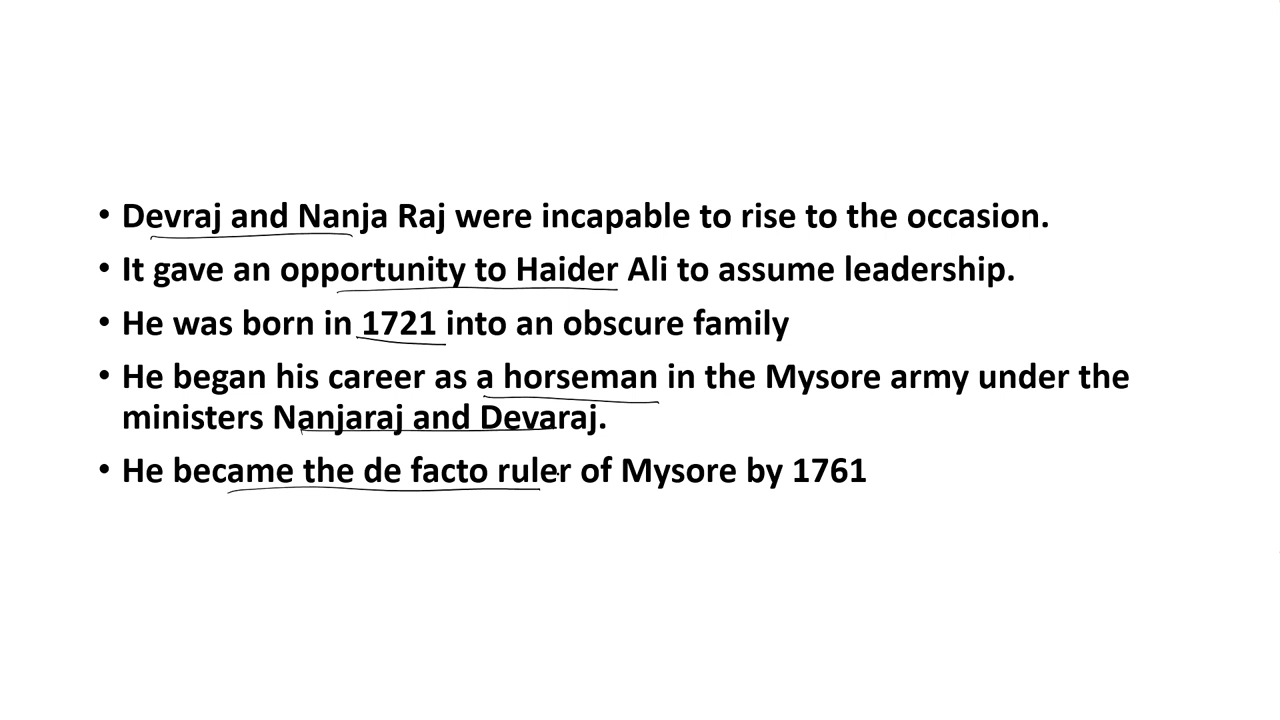 • Devraj and Nanja Raj were incapable to rise to the occasion.
• It gave an opportunity to Haider Ali to assume leadership.
• He was born in 1721 into an obscure family
• He began his career as a horseman in the Mysore army under the
ministers Nanjaraj and Devaraj.
• He became the de facto ruler of Mysore by 1761